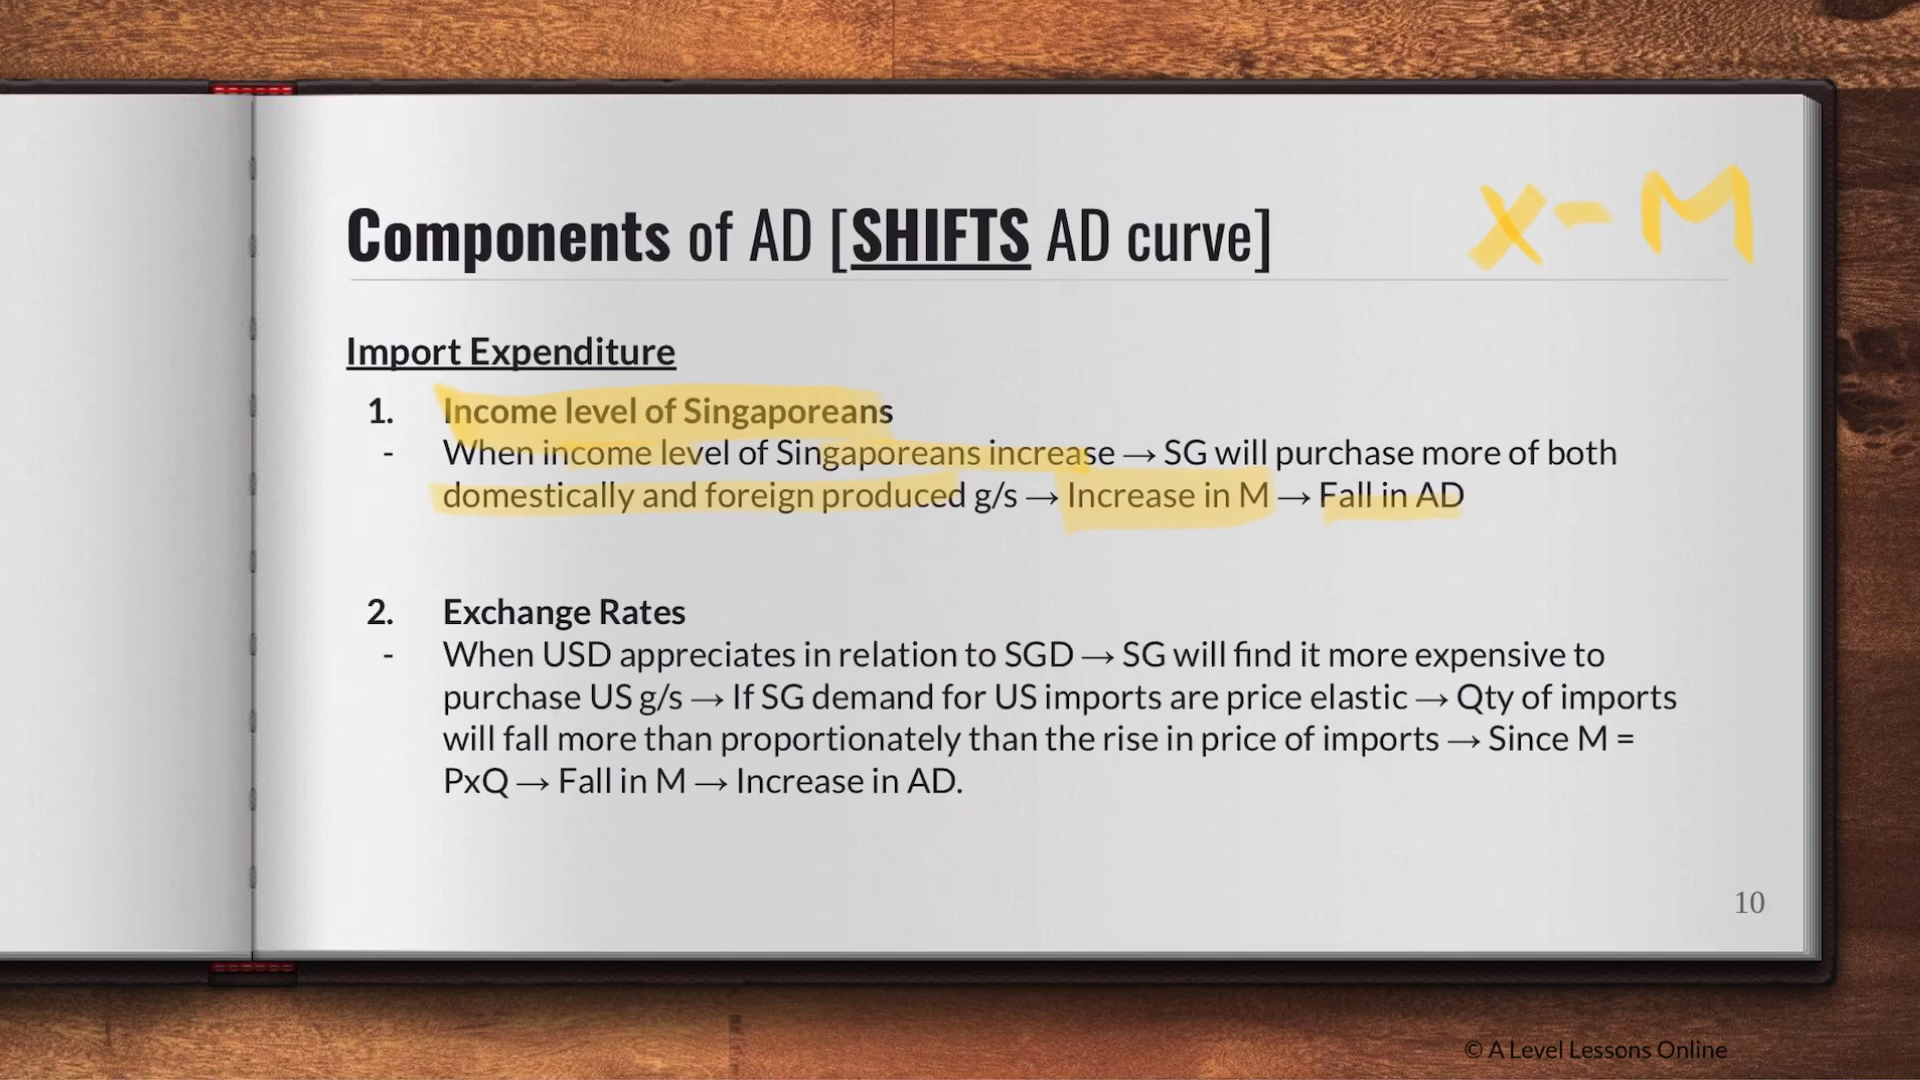 Components of AD [SHIFTS AD curve]
X - M
Import Expenditure
1. Income level of Singaporeans
- When income level of Singaporeans increase → SG will purchase more of both
domestically and foreign produced g/s → Increase in M → Fall in AD
2. Exchange Rates
- When USD appreciates in relation to SGD → SG will find it more expensive to
purchase US g/s → If SG demand for US imports are price elastic → Qty of imports
will fall more than proportionately than the rise in price of imports → Since M =
PxQ → Fall in M → Increase in AD.
10
© A Level Lessons Online